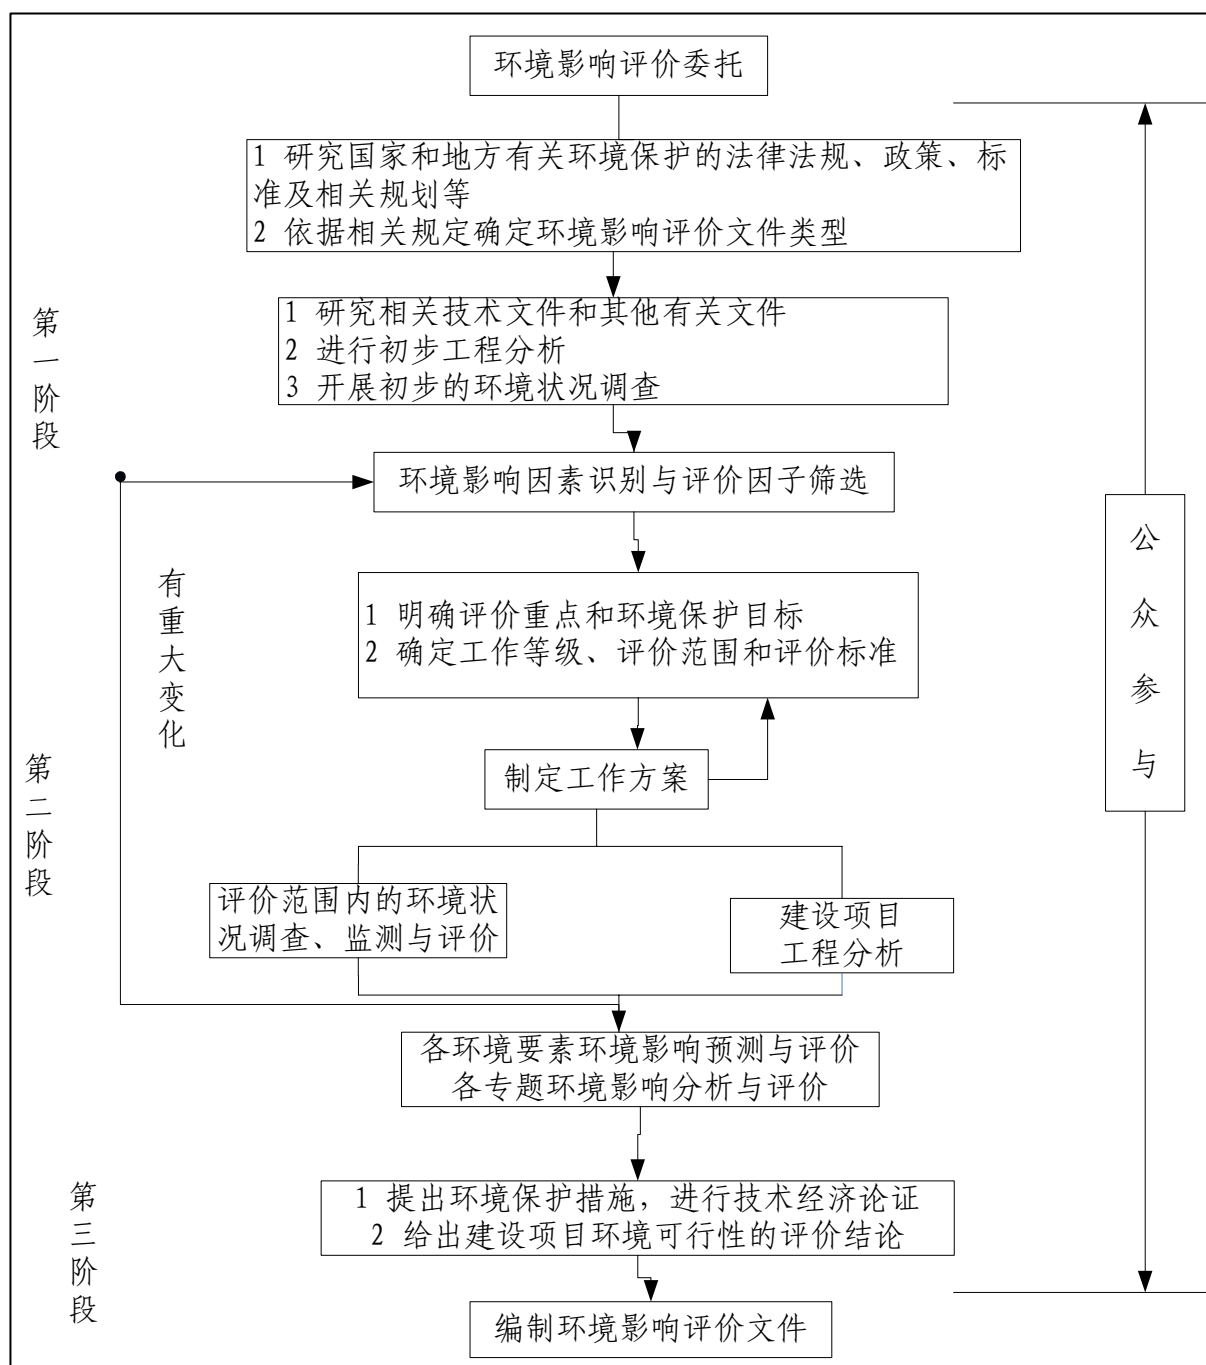 环境影响评价委托
1 研究国家和地方有关环境保护的法律法规、政策、标
准及相关规划等
2 依据相关规定确定环境影响评价文件类型
第一阶段
1 研究相关技术文件和其他有关文件
2 进行初步工程分析
3 开展初步的环境状况调查
环境影响因素识别与评价因子筛选
公众参与
有重大变化
1 明确评价重点和环境保护目标
2 确定工作等级、评价范围和评价标准
第二阶段
制定工作方案
评价范围内的环境状
况调查、监测与评价
建设项目
工程分析
各环境要素环境影响预测与评价
各专题环境影响分析与评价
第三阶段
1 提出环境保护措施，进行技术经济论证
2 给出建设项目环境可行性的评价结论
编制环境影响评价文件